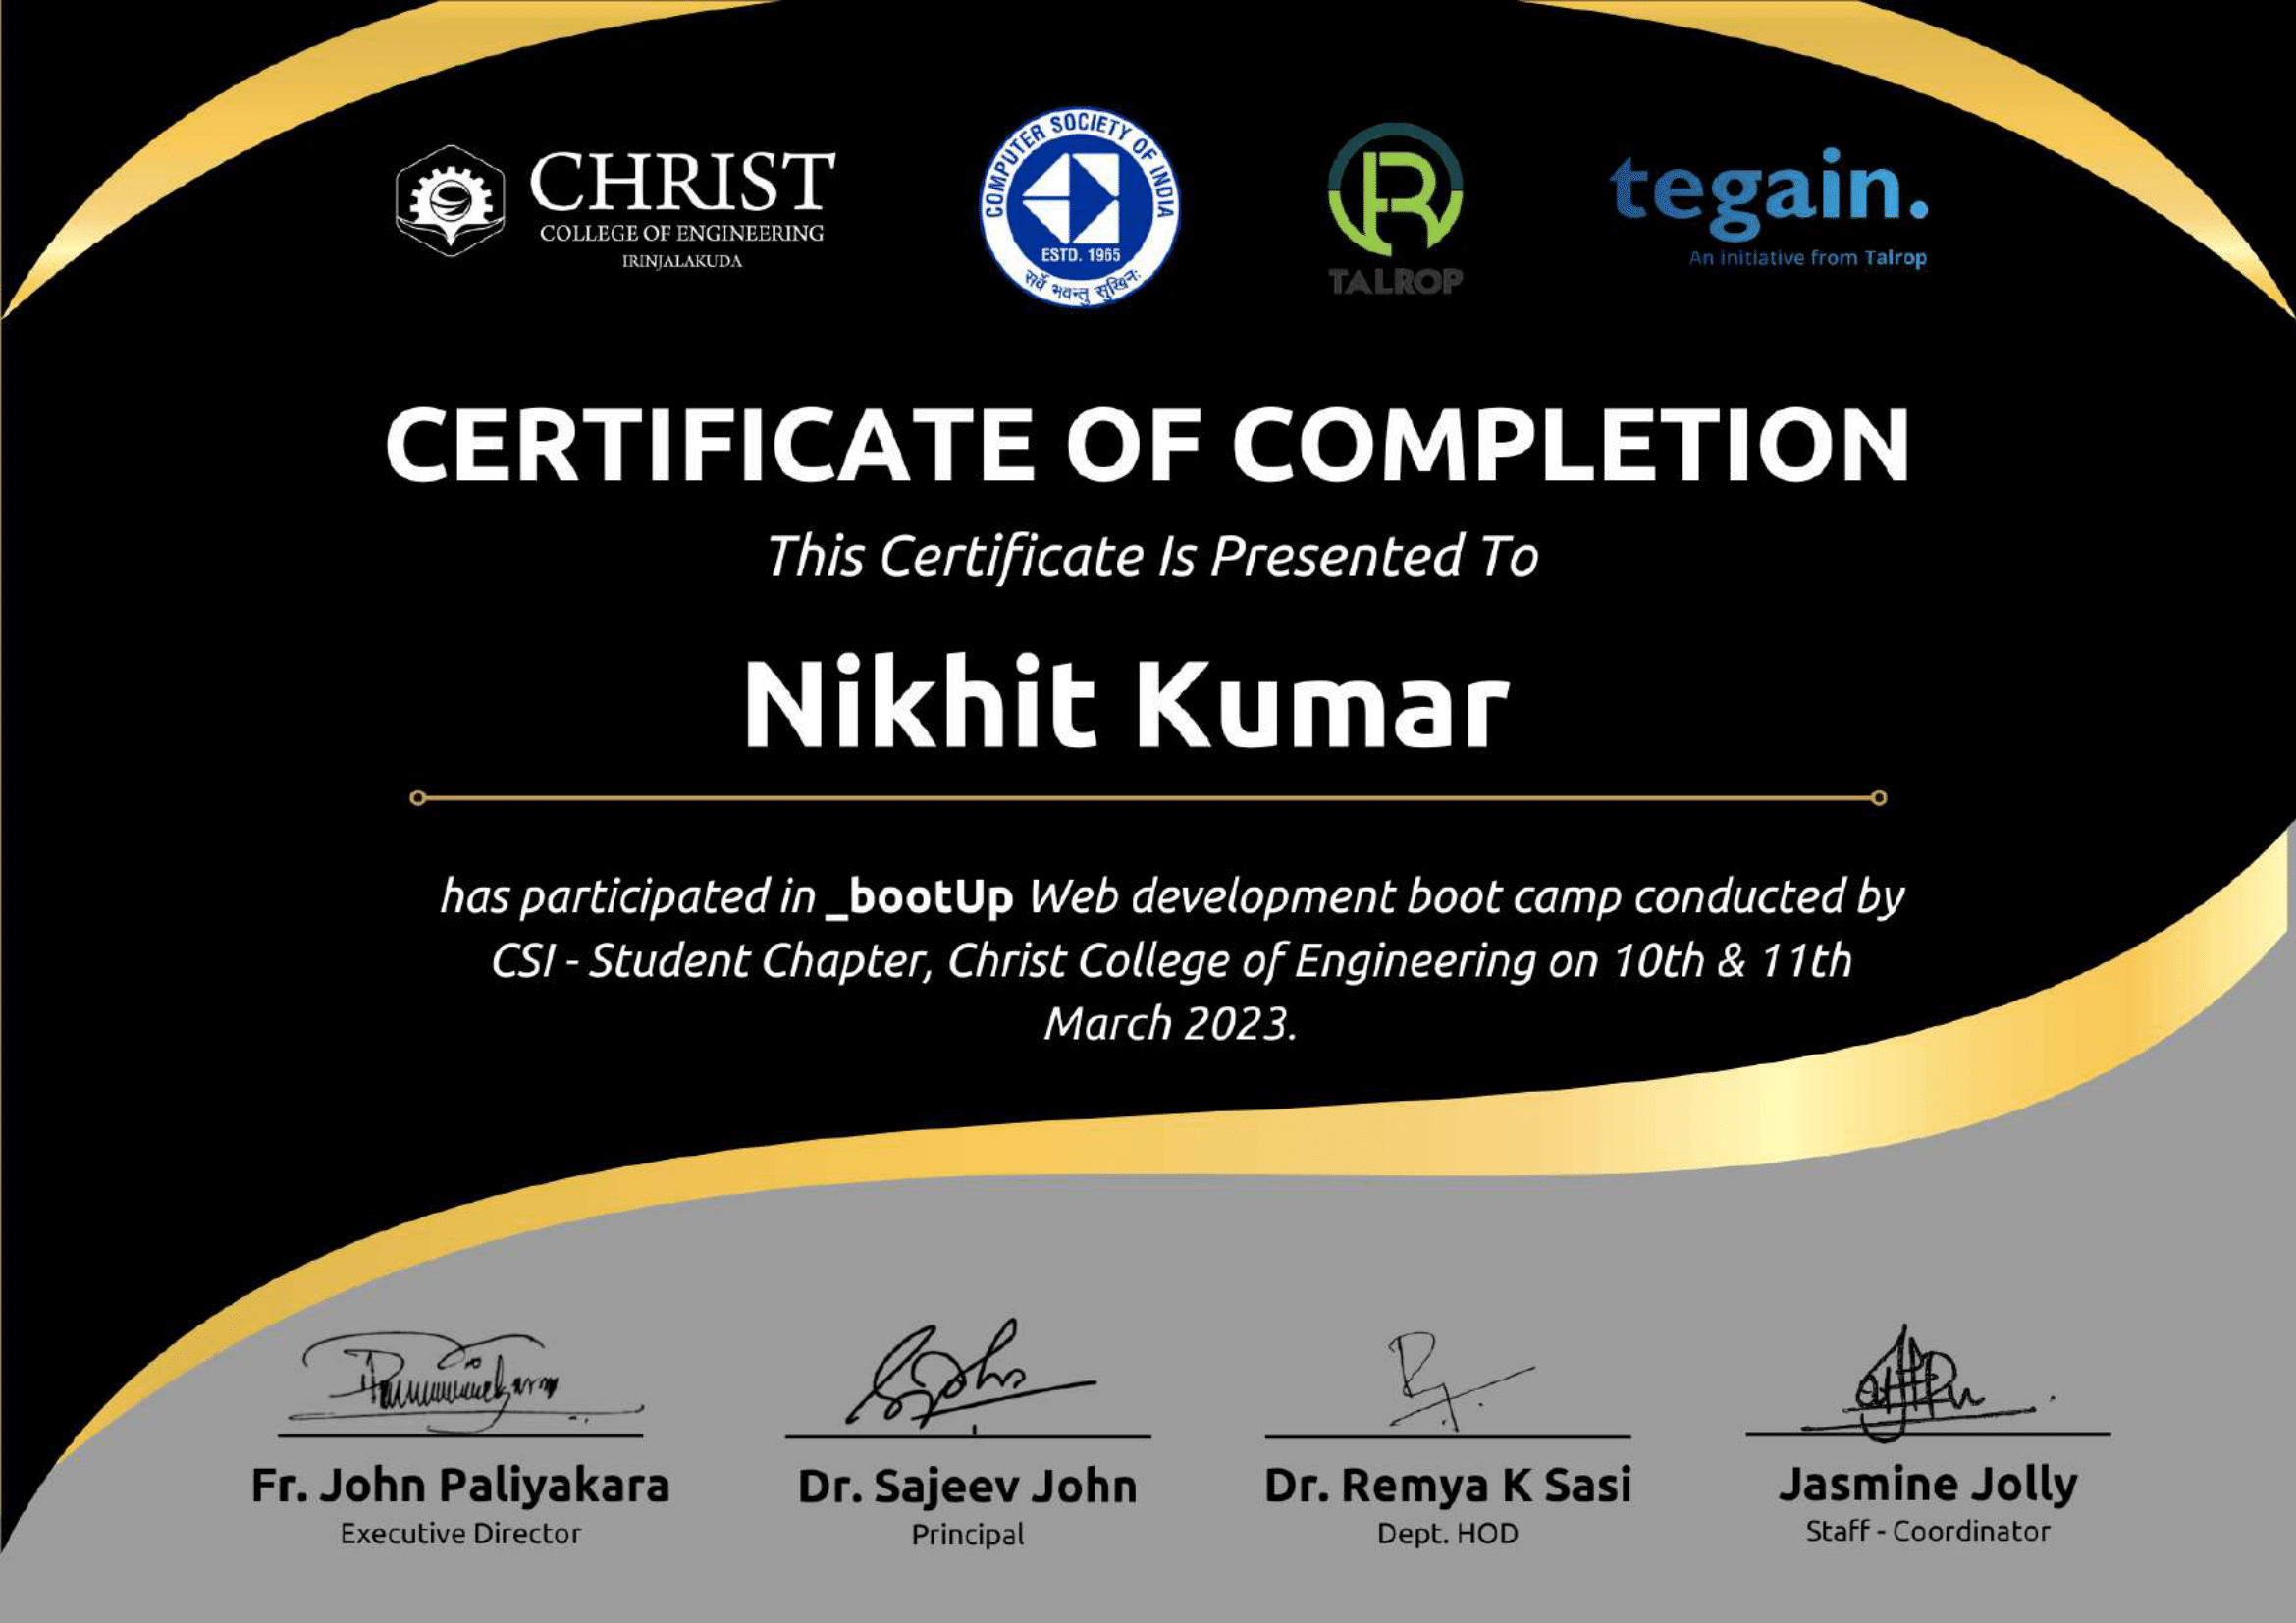 CHRIST
COLLEGE OF ENGINEERING
IRINJALAKUDA
COMPUTER SOCIETY OF INDIA
ESTD. 1965
सर्वे भवन्तु सुखिनः
TALROP
tegain.
An initiative from Talrop
CERTIFICATE OF COMPLETION
This Certificate Is Presented To
Nikhit Kumar
has participated in _bootUp Web development boot camp conducted by
CSI - Student Chapter, Christ College of Engineering on 10th & 11th
March 2023.
Fr. John Paliyakara
Executive Director
Dr. Sajeev John
Principal
Dr. Remya K Sasi
Dept. HOD
Jasmine Jolly
Staff - Coordinator